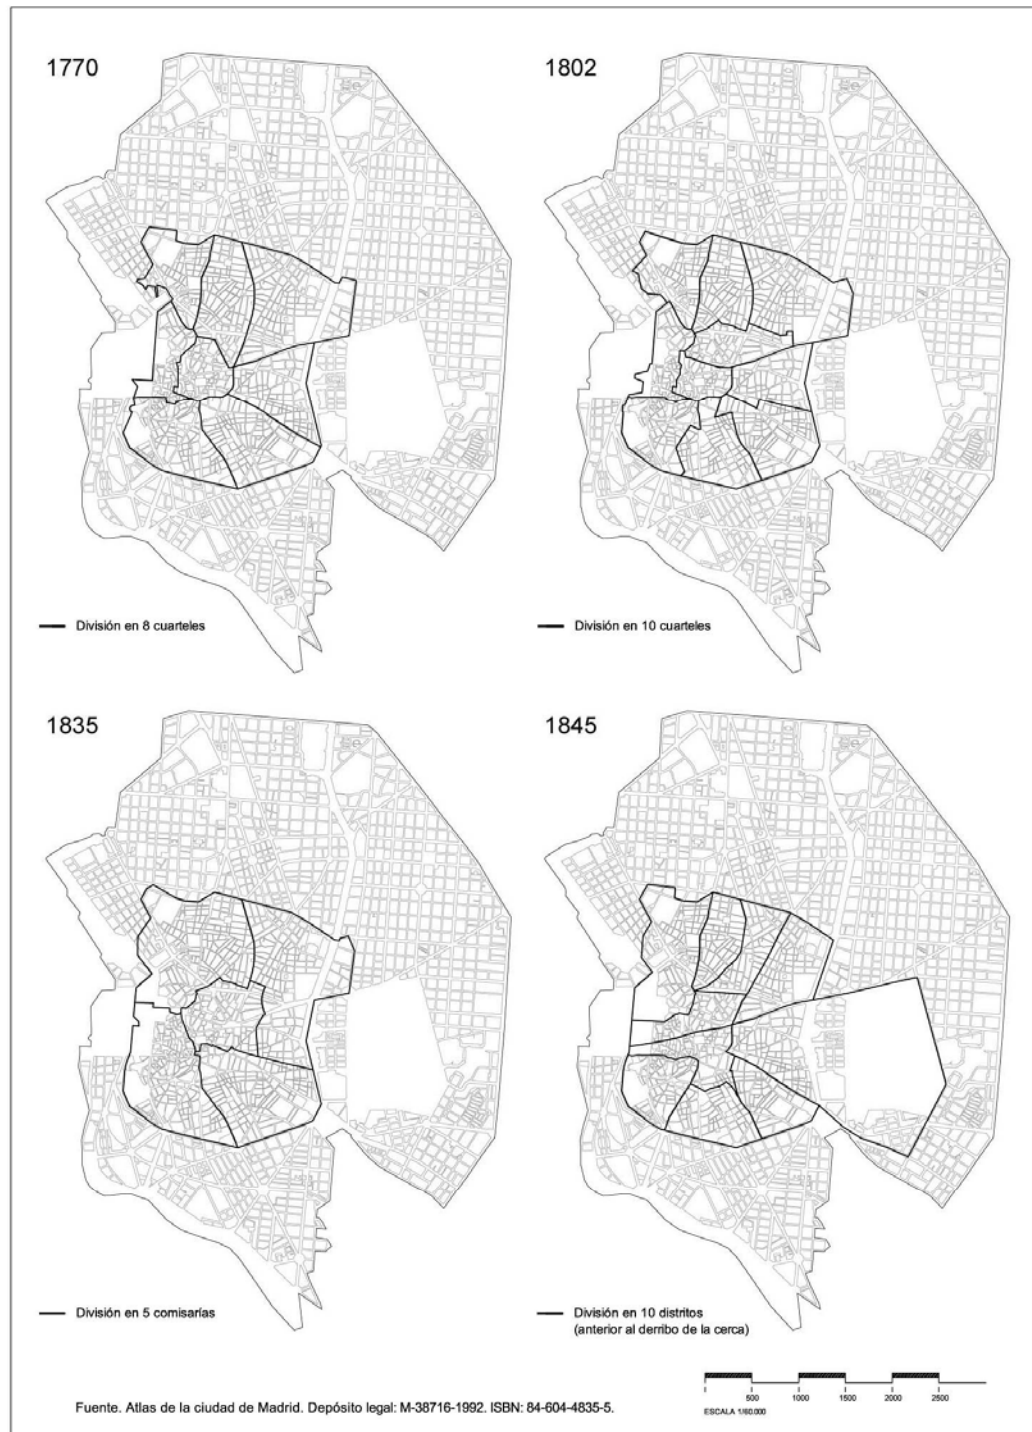 1770
1802
División en 8 cuarteles
División en 10 cuarteles
1835
1845
División en 5 comisarías
División en 10 distritos
(anterior al derribo de la cerca)
500 1000 1500 2000 2500
ESCALA 1/60.000
Fuente. Atlas de la ciudad de Madrid. Depósito legal: M-38716-1992. ISBN: 84-604-4835-5.